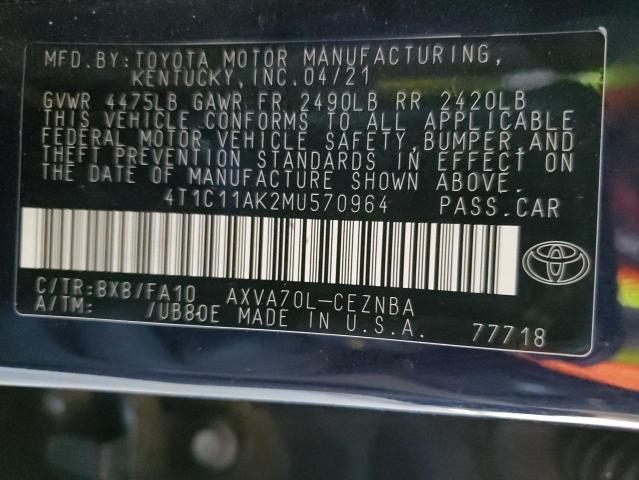 MFD.BY:TOYOTA MOTOR MANUFACTURING,
KENTUCKY,INC.04/21
GVWR 4475LB GAWR FR 2490LB RR 2420LB
THIS VEHICLE CONFORMS TO ALL APPLICABLE
FEDERAL MOTOR VEHICLE SAFETY,BUMPER,AND
THEFT PREVENTION STANDARDS IN EFFECT ON
THE DATE OF MANUFACTURE SHOWN ABOVE.
4T1C11AK2MU570964 PASS.CAR
C/TR:8X8/FA10 AXVA70L-CEZNBA
A/TM: /UB80E MADE IN U.S.A. 77718